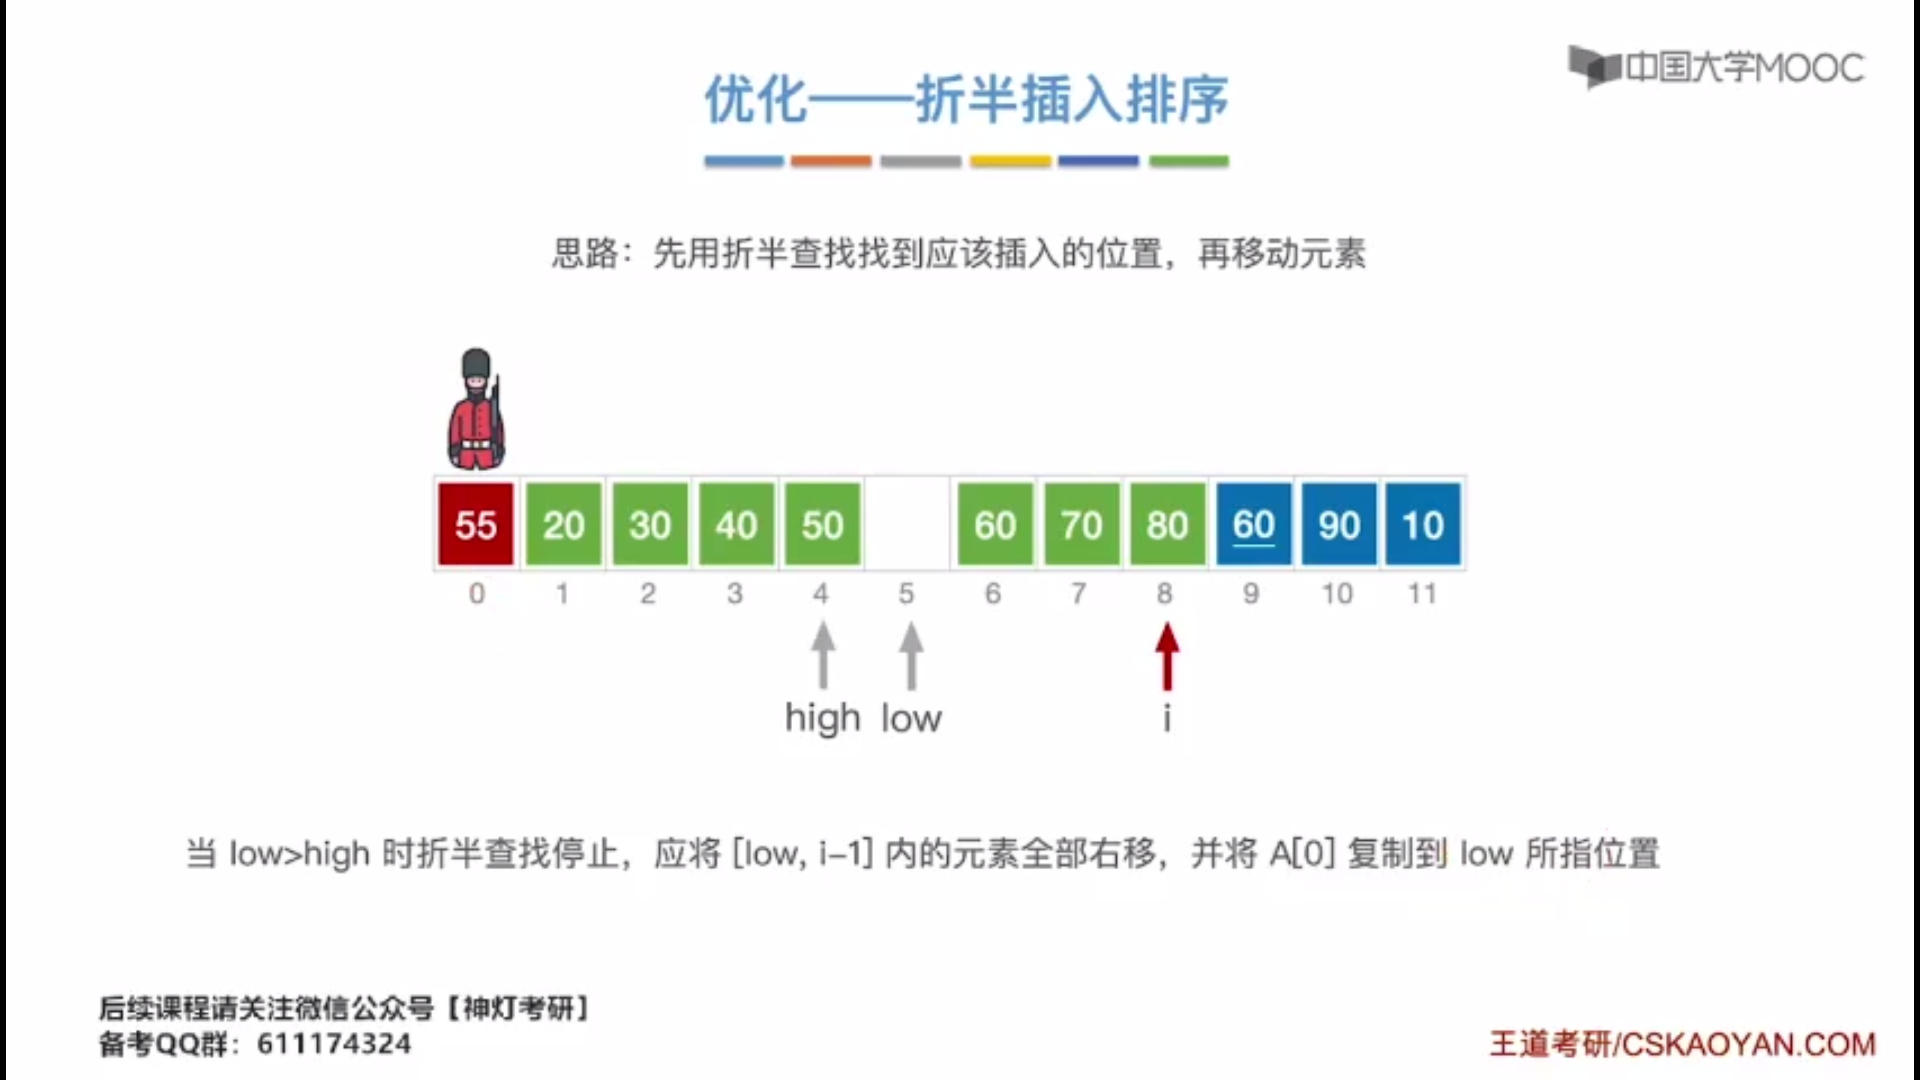 中国大学MOOC
优化——折半插入排序
思路：先用折半查找找到应该插入的位置，再移动元素
55 20 30 40 50 60 70 80 60 90 10
0 1 2 3 4 5 6 7 8 9 10 11
high low i
当 low>high 时折半查找停止，应将 [low, i-1] 内的元素全部右移，并将 A[0] 复制到 low 所指位置
后续课程请关注微信公众号【神灯考研】
备考QQ群：611174324
王道考研/CSKAOYAN.COM